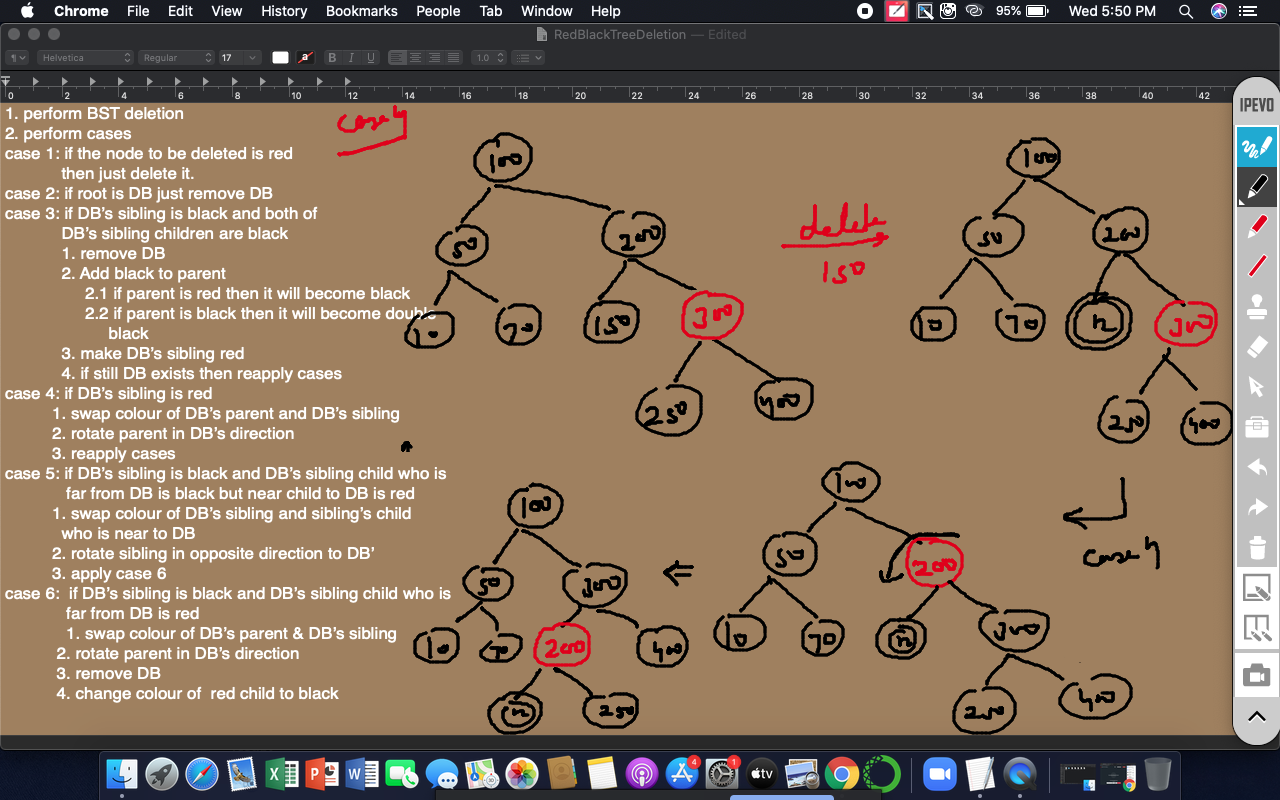 Chrome File Edit View History Bookmarks People Tab Window Help 95% Wed 5:50 PM
RedBlackTreeDeletion — Edited
¶ Helvetica Regular 17 a B I U 1.0
0 2 4 6 8 10 12 14 16 18 20 22 24 26 28 30 32 34 36 38 40 42
IPEVO
1. perform BST deletion
2. perform cases
case 1: if the node to be deleted is red
then just delete it.
case 2: if root is DB just remove DB
case 3: if DB's sibling is black and both of
DB's sibling children are black
1. remove DB
2. Add black to parent
2.1 if parent is red then it will become black
2.2 if parent is black then it will become double
black
3. make DB's sibling red
4. if still DB exists then reapply cases
case 4: if DB's sibling is red
1. swap colour of DB's parent and DB's sibling
2. rotate parent in DB's direction
3. reapply cases
case 5: if DB's sibling is black and DB's sibling child who is
far from DB is black but near child to DB is red
1. swap colour of DB's sibling and sibling's child
who is near to DB
2. rotate sibling in opposite direction to DB'
3. apply case 6
case 6: if DB's sibling is black and DB's sibling child who is
far from DB is red
1. swap colour of DB's parent & DB's sibling
2. rotate parent in DB's direction
3. remove DB
4. change colour of red child to black
case 4
100
50 200
10 70 150 300
250 400
delete
150
100
50 200
10 70 n 300
250 400
case 4
100
50 200
10 70 n 300
250 400
⇐
100
50 300
10 70 200 400
n 250
4 1
tv